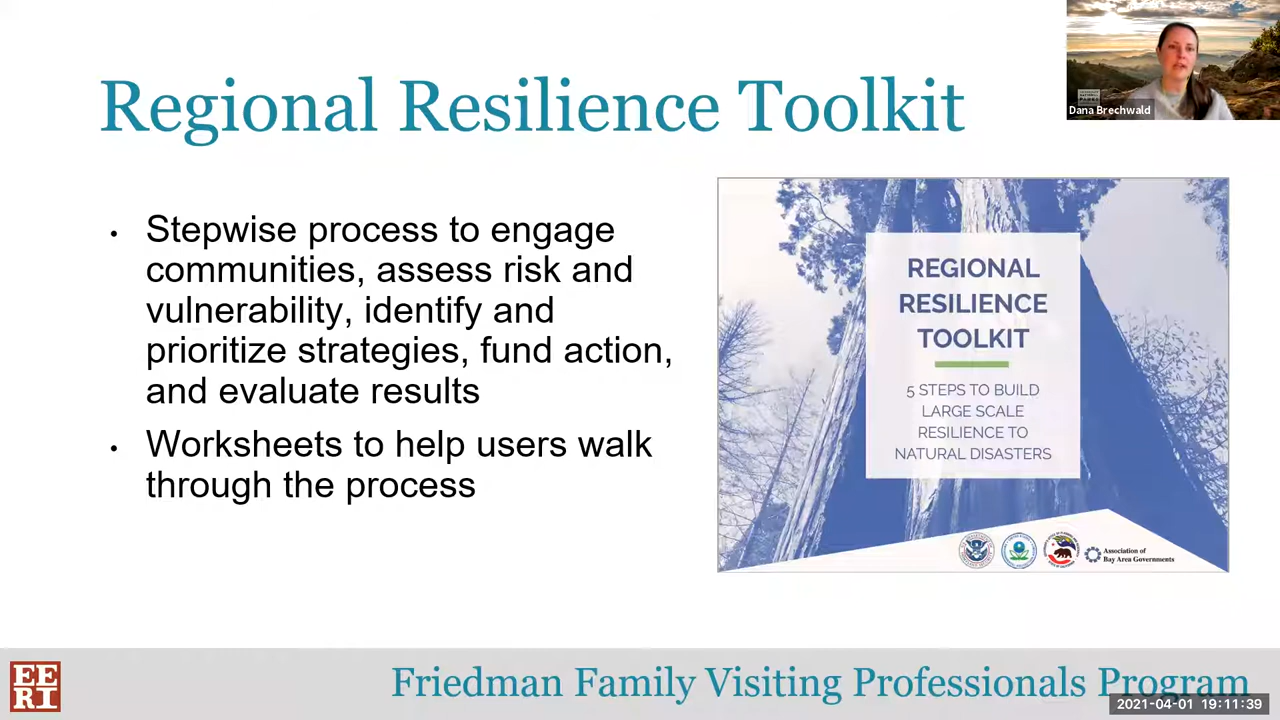 Regional Resilience Toolkit
Dana Brechwald
• Stepwise process to engage
communities, assess risk and
vulnerability, identify and
prioritize strategies, fund action,
and evaluate results
• Worksheets to help users walk
through the process
REGIONAL
RESILIENCE
TOOLKIT
5 STEPS TO BUILD
LARGE SCALE
RESILIENCE TO
NATURAL DISASTERS
Association of
Bay Area Governments
EE
RI
Friedman Family Visiting Professionals Program
2021-04-01 19:11:39